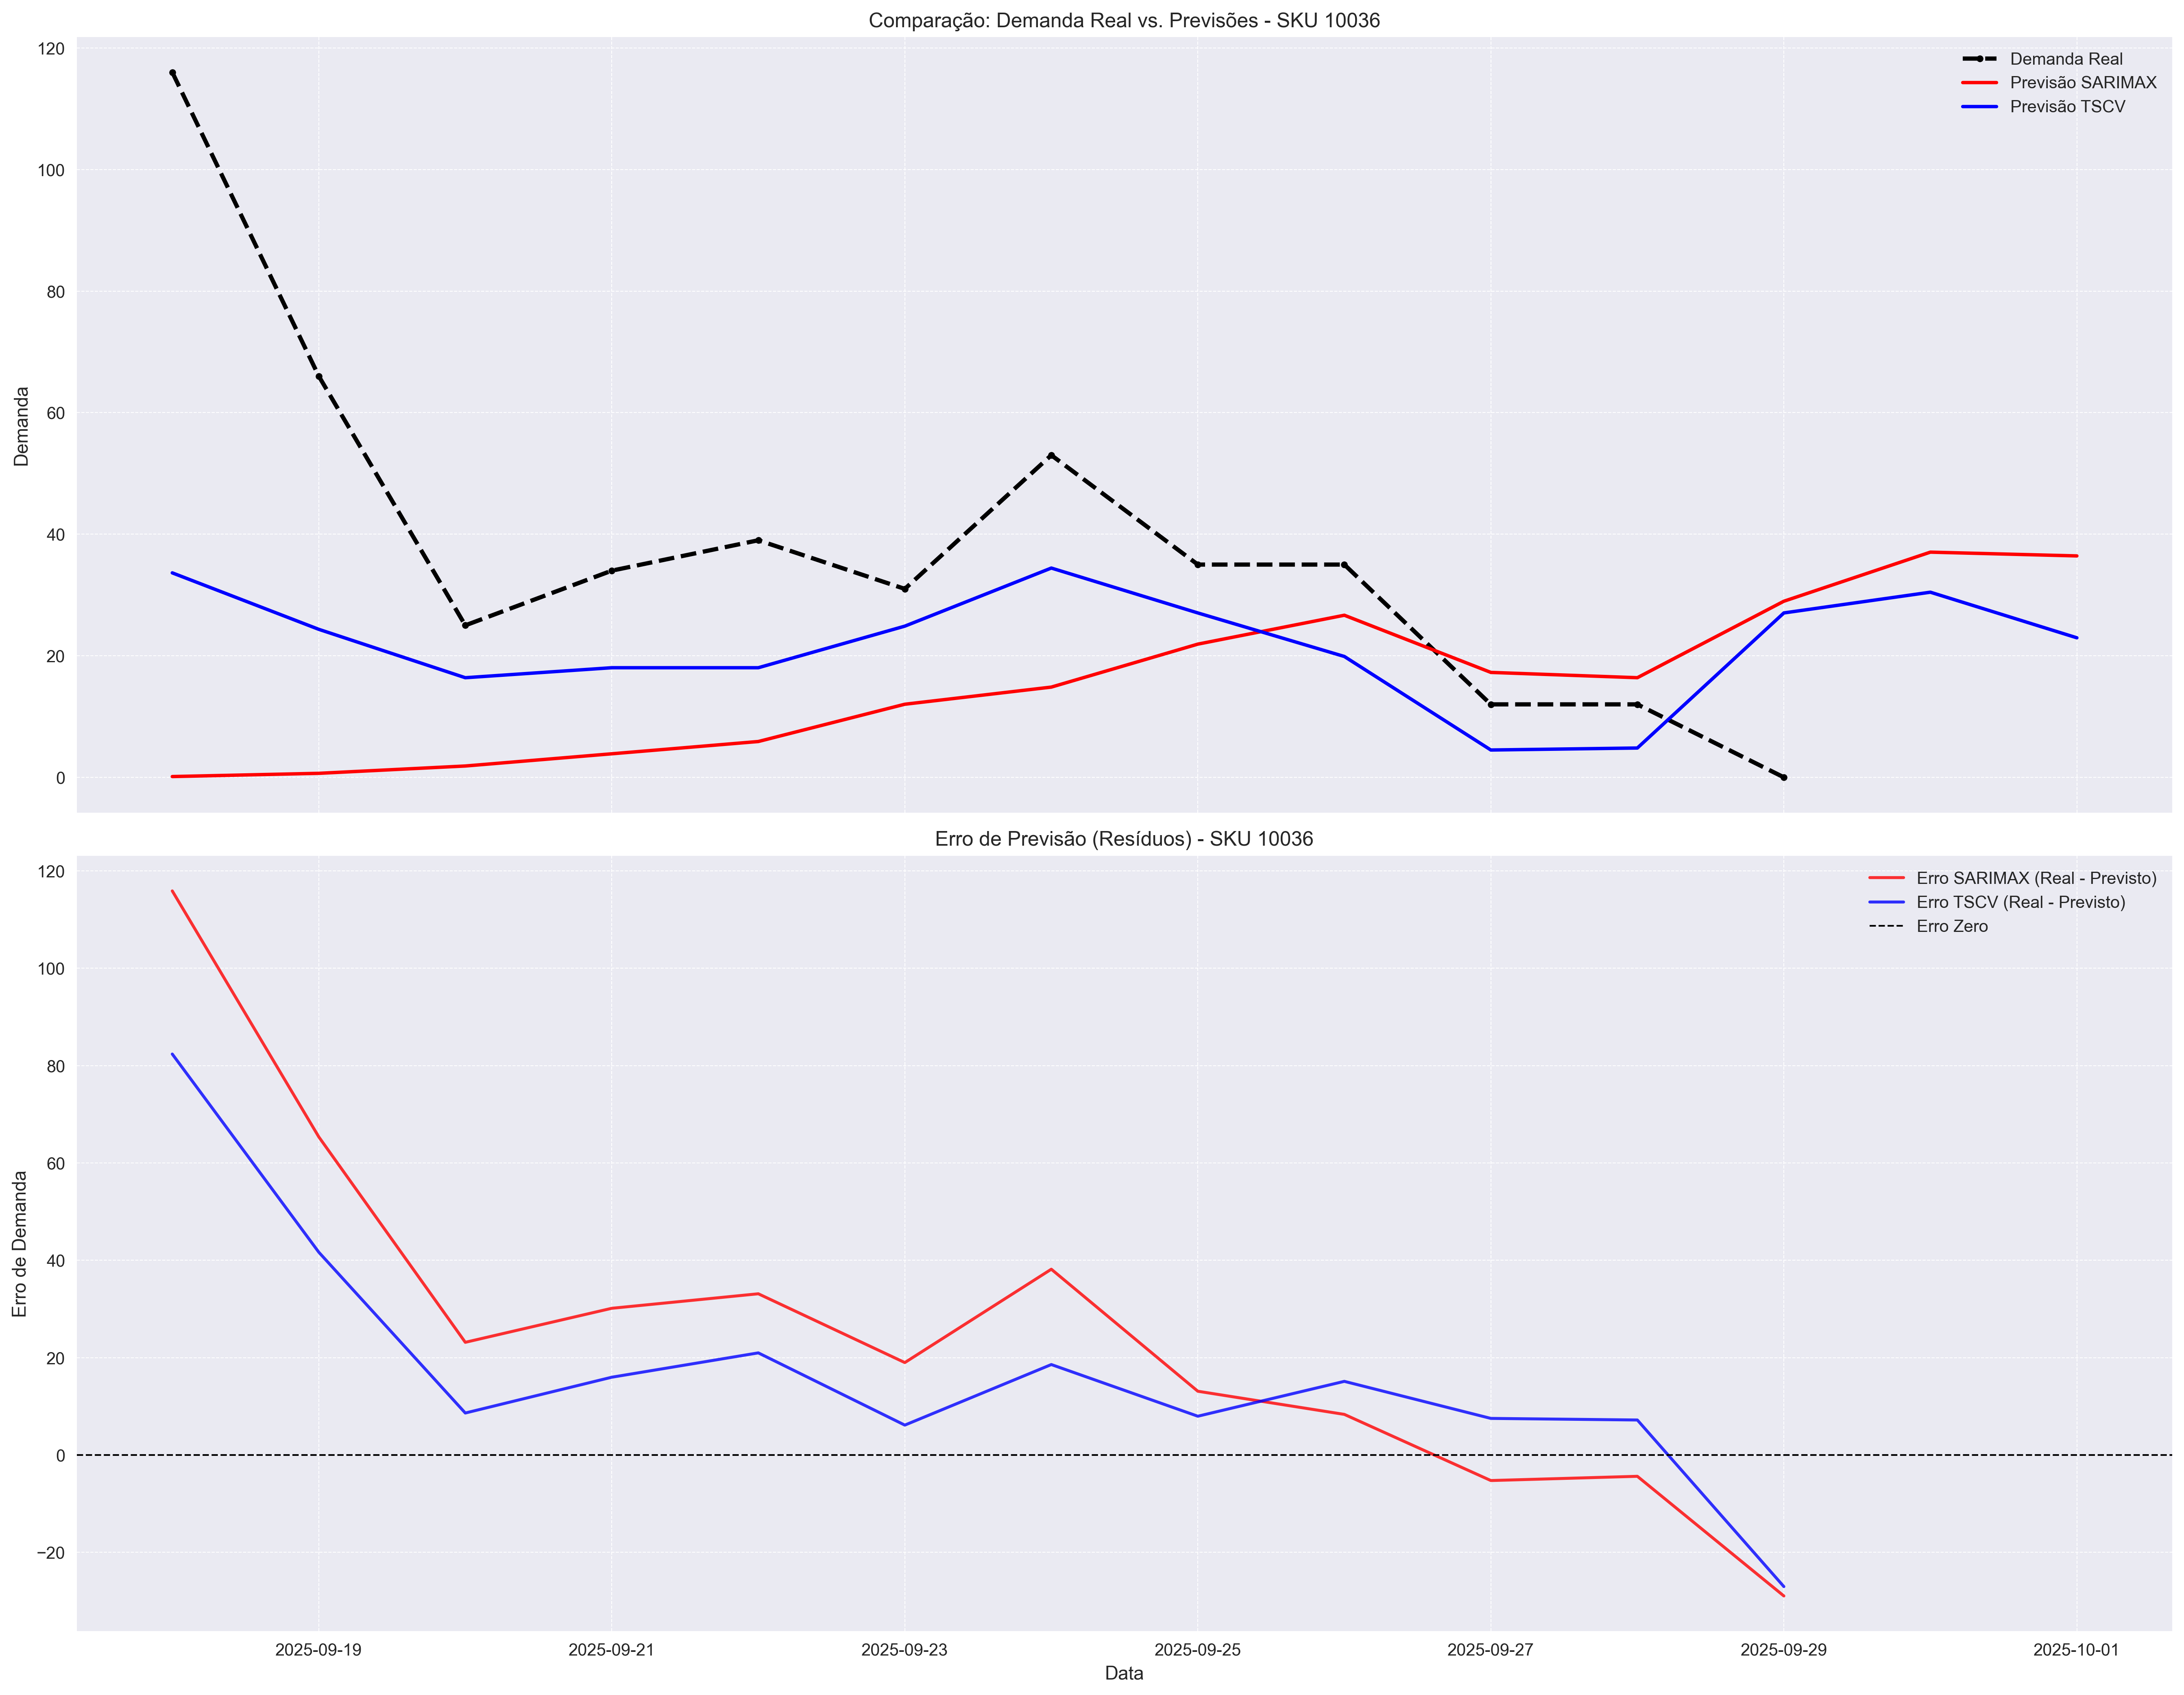 Comparação: Demanda Real vs. Previsões - SKU 10036
120
100
80
60
40
20
0
Demanda
Demanda Real
Previsão SARIMAX
Previsão TSCV
Erro de Previsão (Resíduos) - SKU 10036
120
100
80
60
40
20
0
−20
Erro de Demanda
Erro SARIMAX (Real - Previsto)
Erro TSCV (Real - Previsto)
Erro Zero
2025-09-19
2025-09-21
2025-09-23
2025-09-25
2025-09-27
2025-09-29
2025-10-01
Data